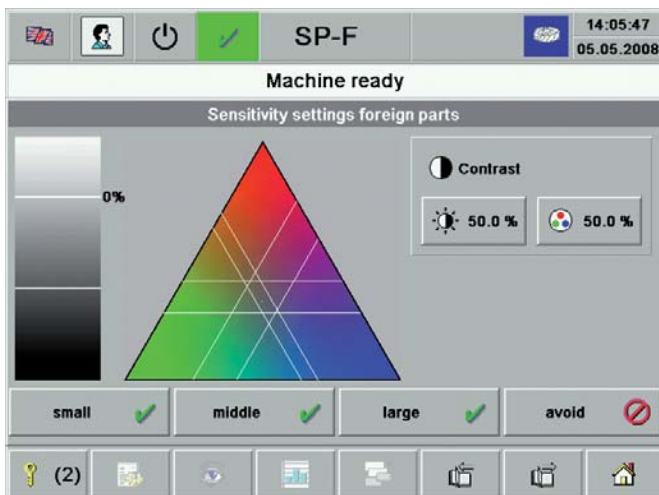 SP-F
14:05:47
05.05.2008
Machine ready
Sensitivity settings foreign parts
0%
Contrast
50.0 % 50.0 %
small middle large avoid
(2)